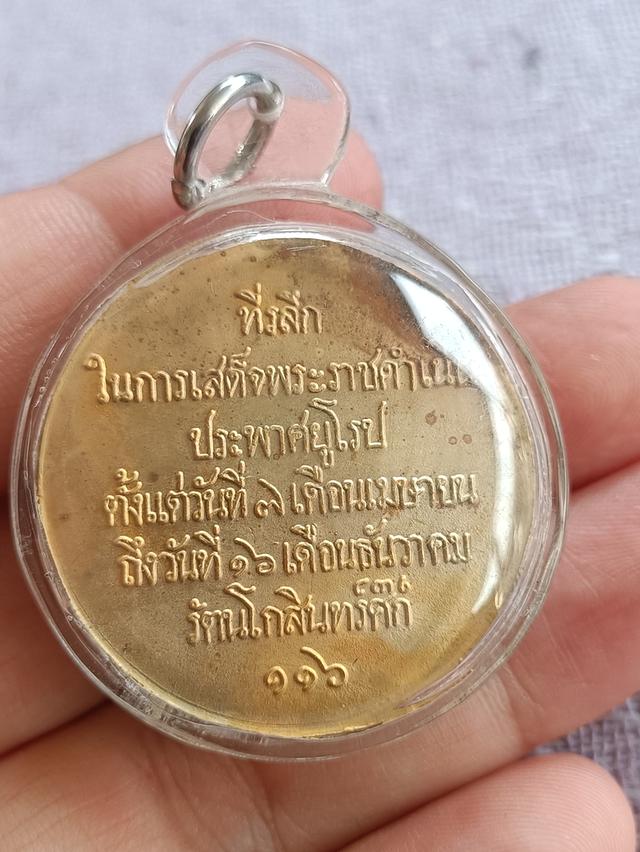 ที่รลึก
ในการเสด็จพระราชดำเนิน
ประพาศยุโรป
ตั้งแต่วันที่ ๗ เดือนเมษายน
ถึงวันที่ ๑๖ เดือนธันวาคม
รัตนโกสินทร์ศก๊
๑๑๖